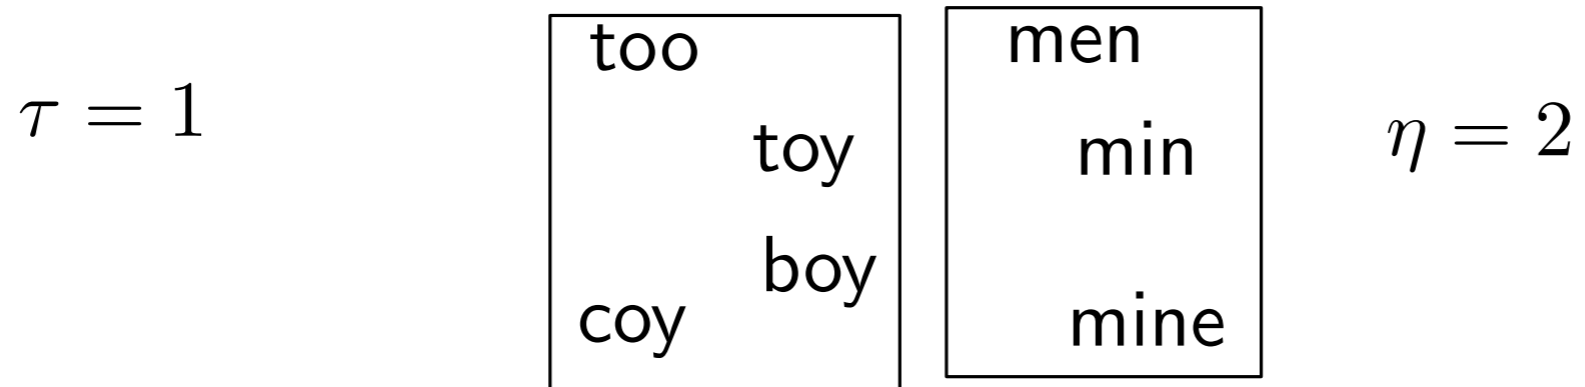 too men
τ = 1
toy min η = 2
boy
coy mine